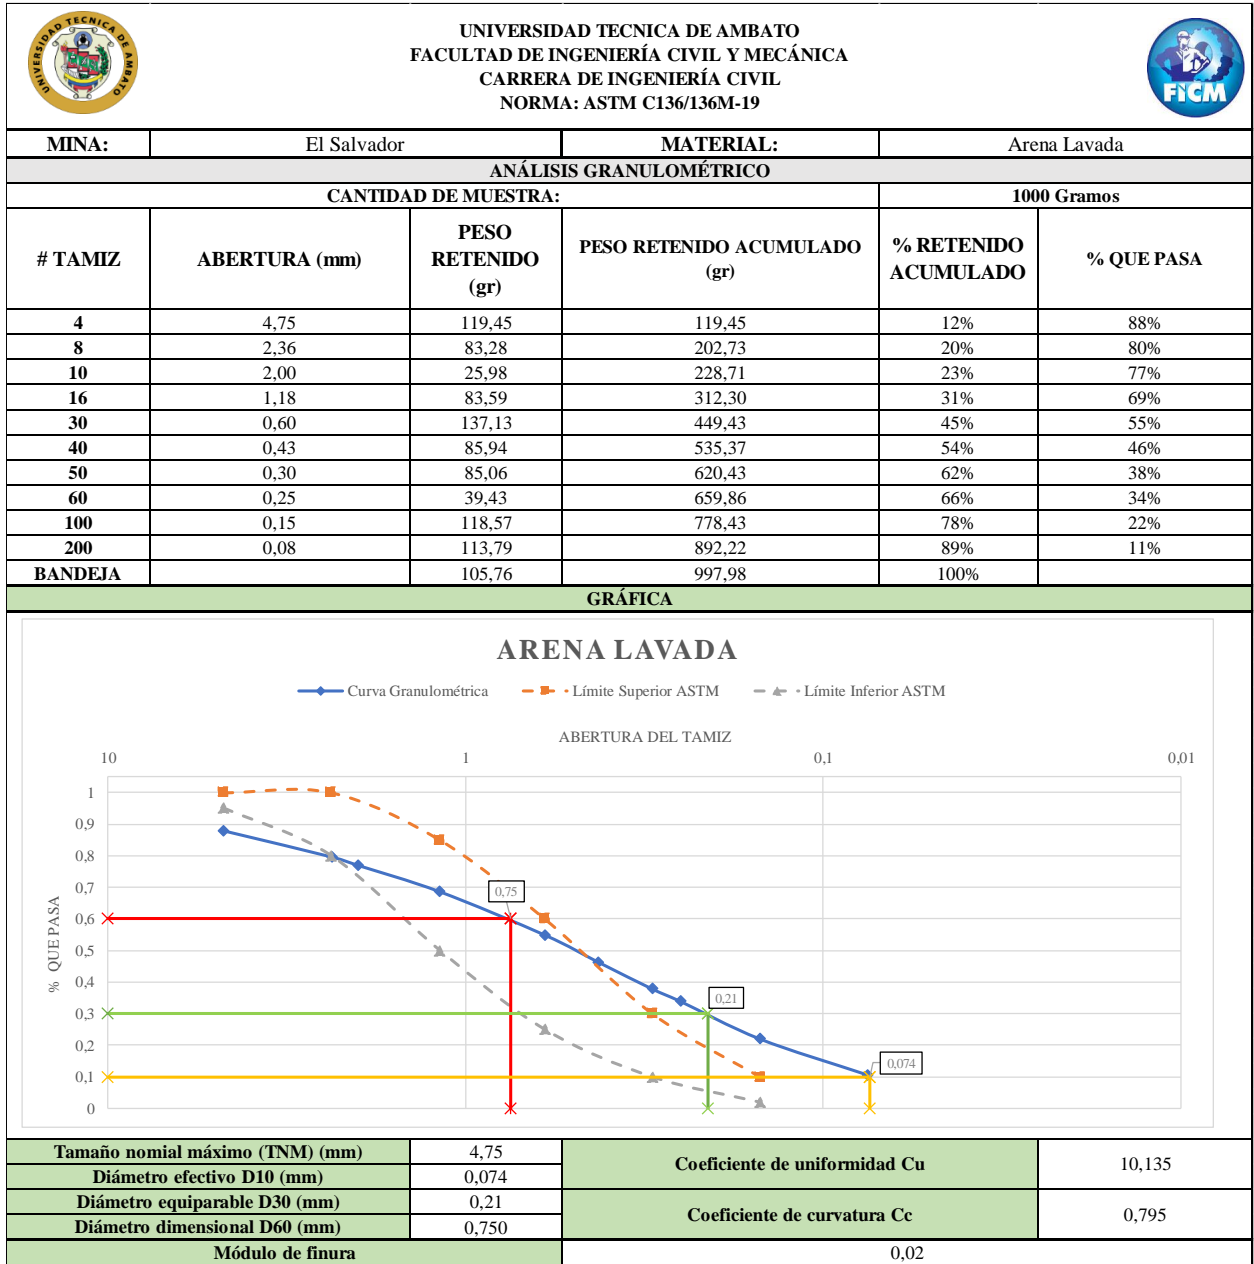 UNIVERSIDAD TECNICA DE AMBATO
FACULTAD DE INGENIERÍA CIVIL Y MECÁNICA
CARRERA DE INGENIERÍA CIVIL
NORMA: ASTM C136/136M-19
UNIVERSIDAD TECNICA DE AMBATO
FICM
MINA: El Salvador MATERIAL: Arena Lavada
ANÁLISIS GRANULOMÉTRICO
CANTIDAD DE MUESTRA: 1000 Gramos
# TAMIZ ABERTURA (mm) PESO RETENIDO (gr) PESO RETENIDO ACUMULADO (gr) % RETENIDO ACUMULADO % QUE PASA
4 4,75 119,45 119,45 12% 88%
8 2,36 83,28 202,73 20% 80%
10 2,00 25,98 228,71 23% 77%
16 1,18 83,59 312,30 31% 69%
30 0,60 137,13 449,43 45% 55%
40 0,43 85,94 535,37 54% 46%
50 0,30 85,06 620,43 62% 38%
60 0,25 39,43 659,86 66% 34%
100 0,15 118,57 778,43 78% 22%
200 0,08 113,79 892,22 89% 11%
BANDEJA 105,76 997,98 100%
GRÁFICA
ARENA LAVADA
Curva Granulométrica Límite Superior ASTM Límite Inferior ASTM
ABERTURA DEL TAMIZ
10 1 0,1 0,01
% QUE PASA
1
0,9
0,8
0,7
0,6
0,5
0,4
0,3
0,2
0,1
0
0,75
0,21
0,074
Tamaño nomial máximo (TNM) (mm) 4,75
Diámetro efectivo D10 (mm) 0,074
Coeficiente de uniformidad Cu 10,135
Diámetro equiparable D30 (mm) 0,21
Diámetro dimensional D60 (mm) 0,750
Coeficiente de curvatura Cc 0,795
Módulo de finura 0,02